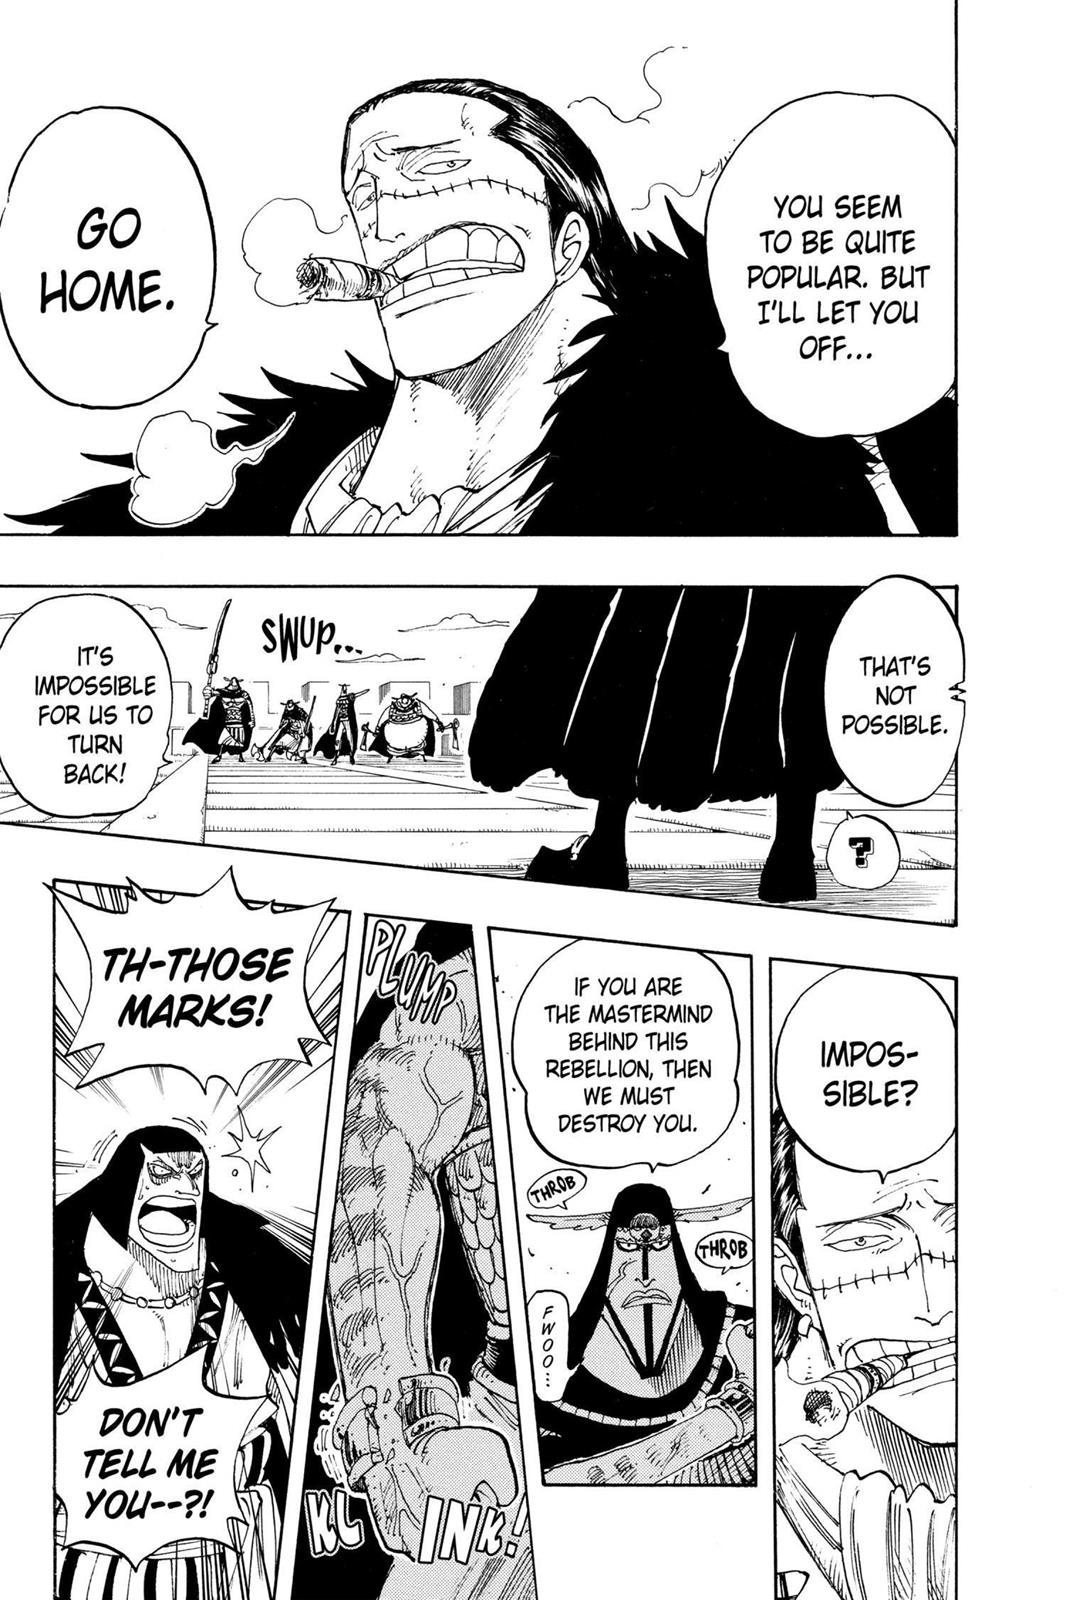 YOU SEEM
TO BE QUITE
POPULAR. BUT
I'LL LET YOU
OFF...
GO
HOME.
THAT'S
NOT
POSSIBLE.
?
SWUP...
IT'S
IMPOSSIBLE
FOR US TO
TURN
BACK!
IMPOS-
SIBLE?
IF YOU ARE
THE MASTERMIND
BEHIND THIS
REBELLION, THEN
WE MUST
DESTROY YOU.
THROB
THROB
FWOO...
PLUMP
KLINK!
TH-THOSE
MARKS!
DON'T
TELL ME
YOU--?!